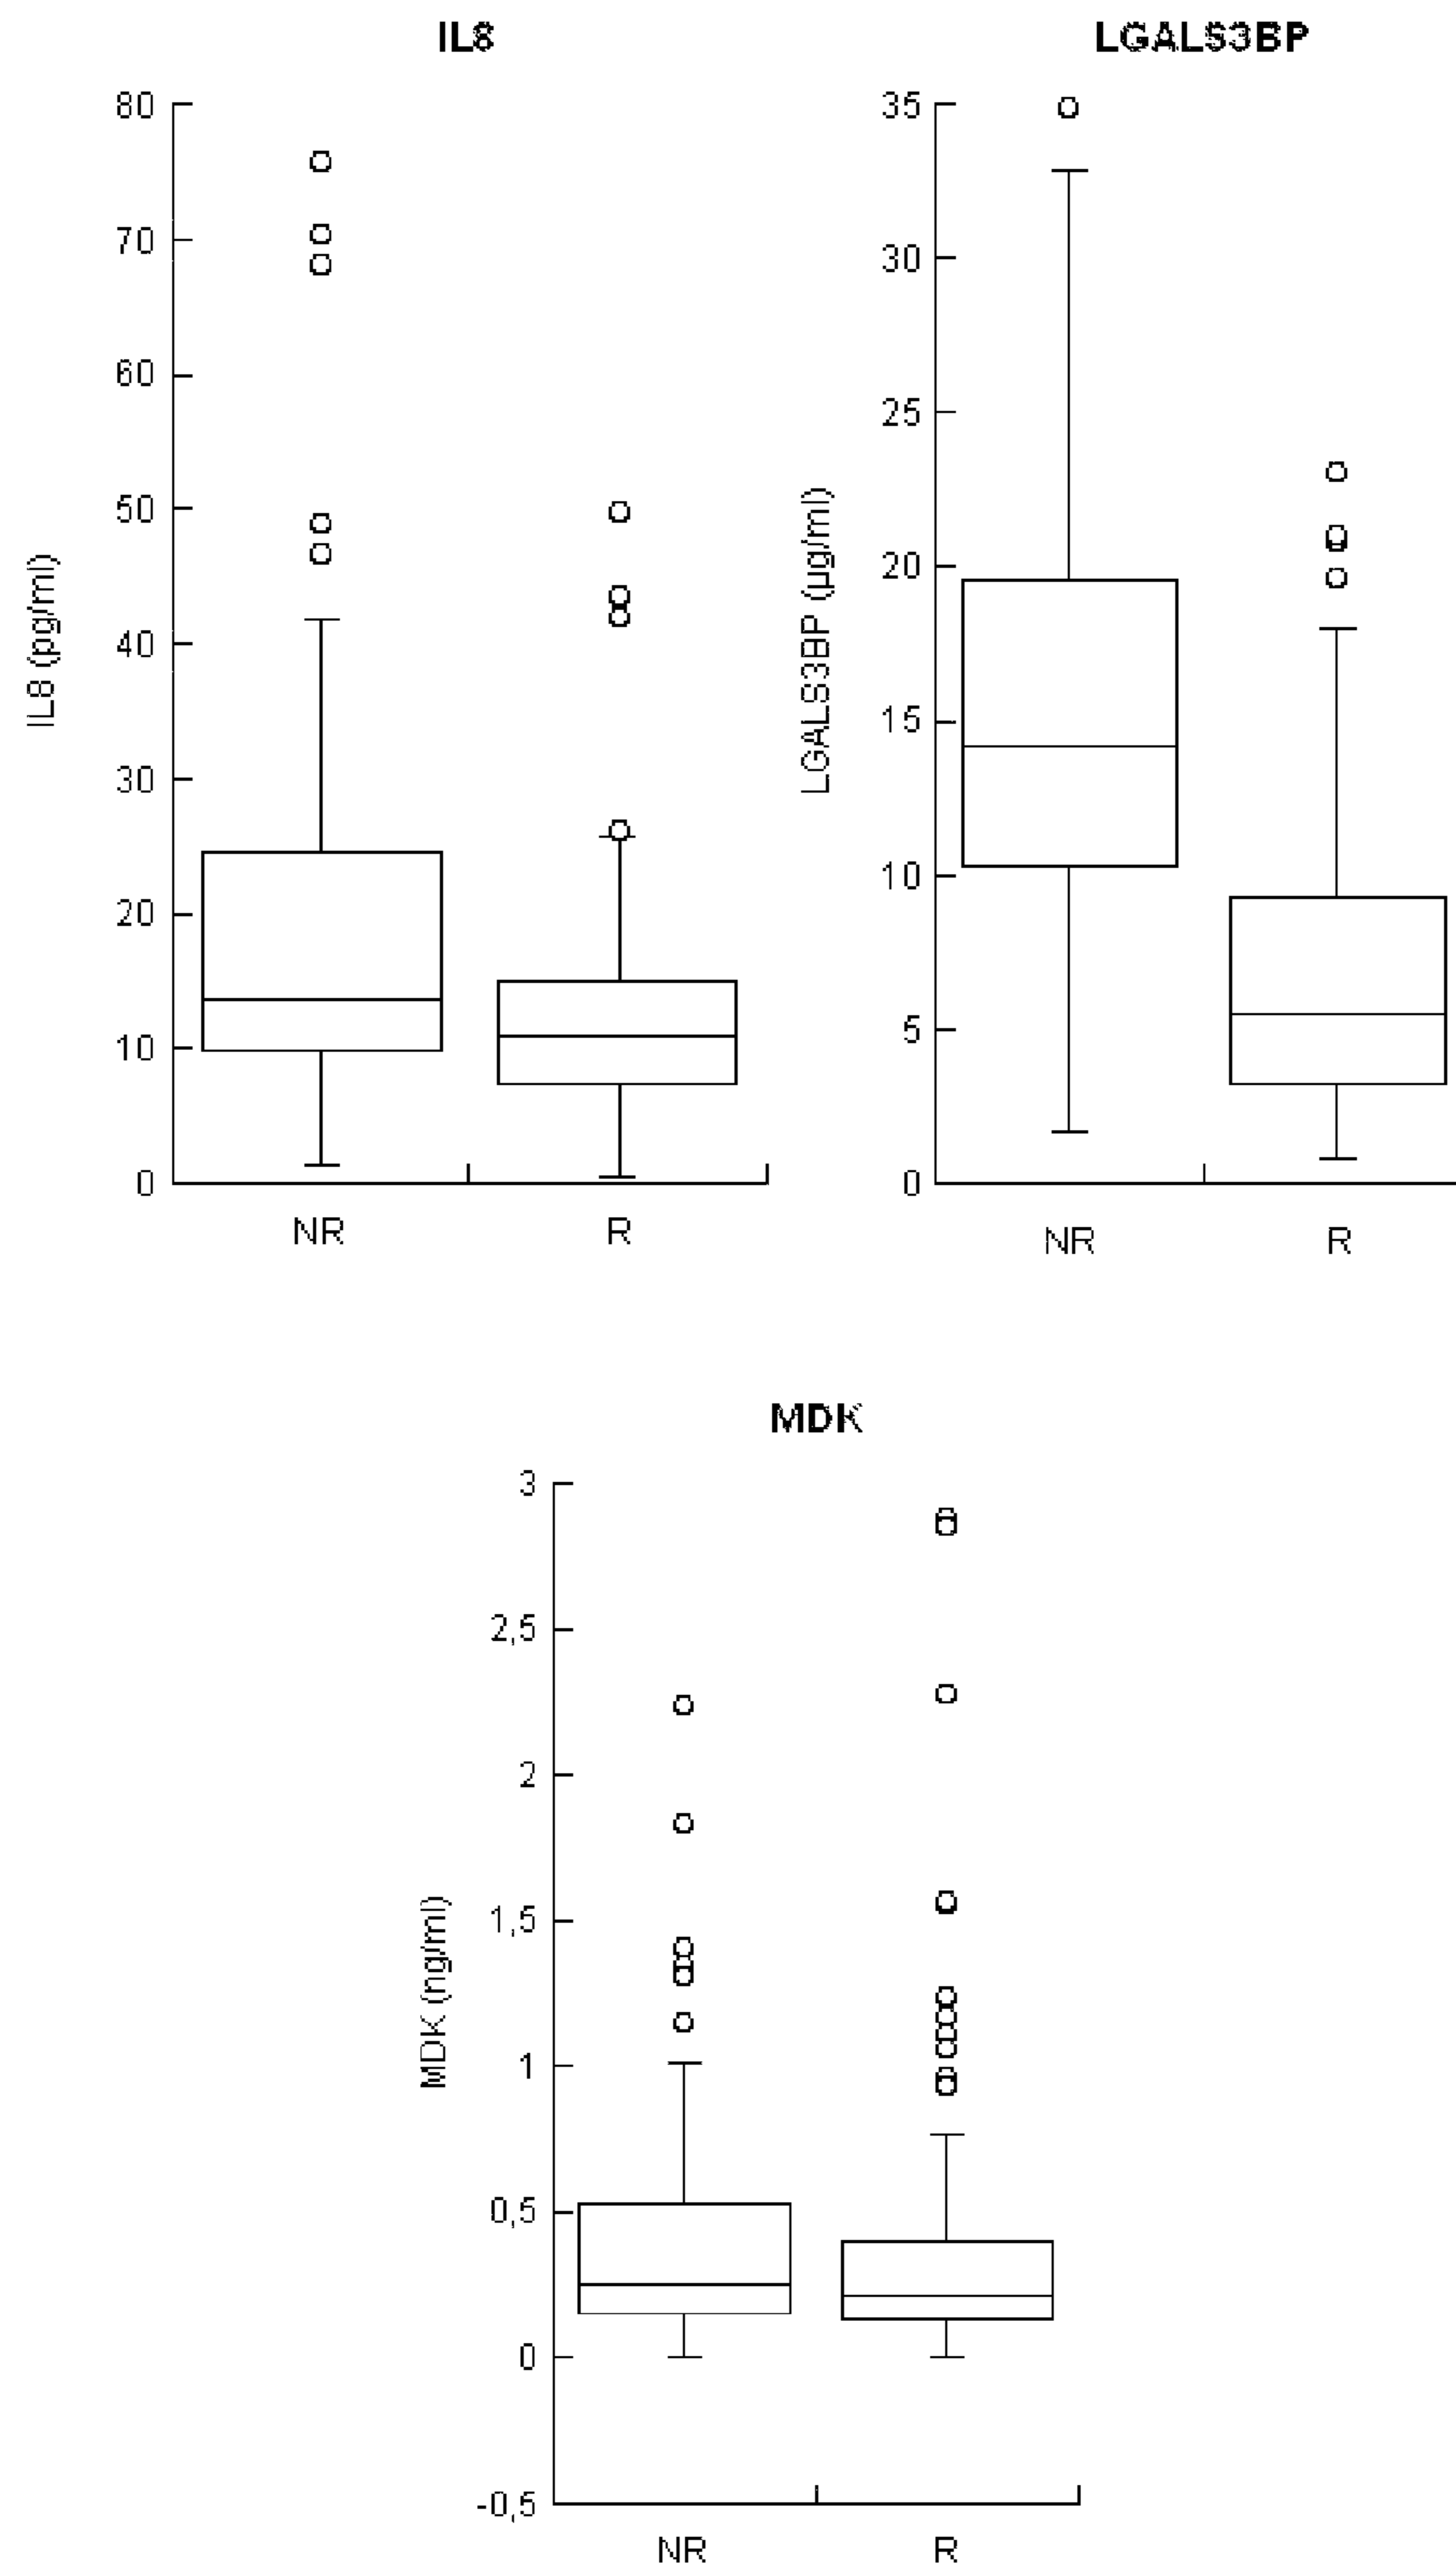 IL8
80
70
60
50
40
30
20
10
0
IL8 (pg/ml)
NR R
LGALS3BP
35
30
25
20
15
10
5
0
LGALS3BP (µg/ml)
NR R
MDK
3
2,5
2
1,5
1
0,5
0
-0,5
MDK (ng/ml)
NR R